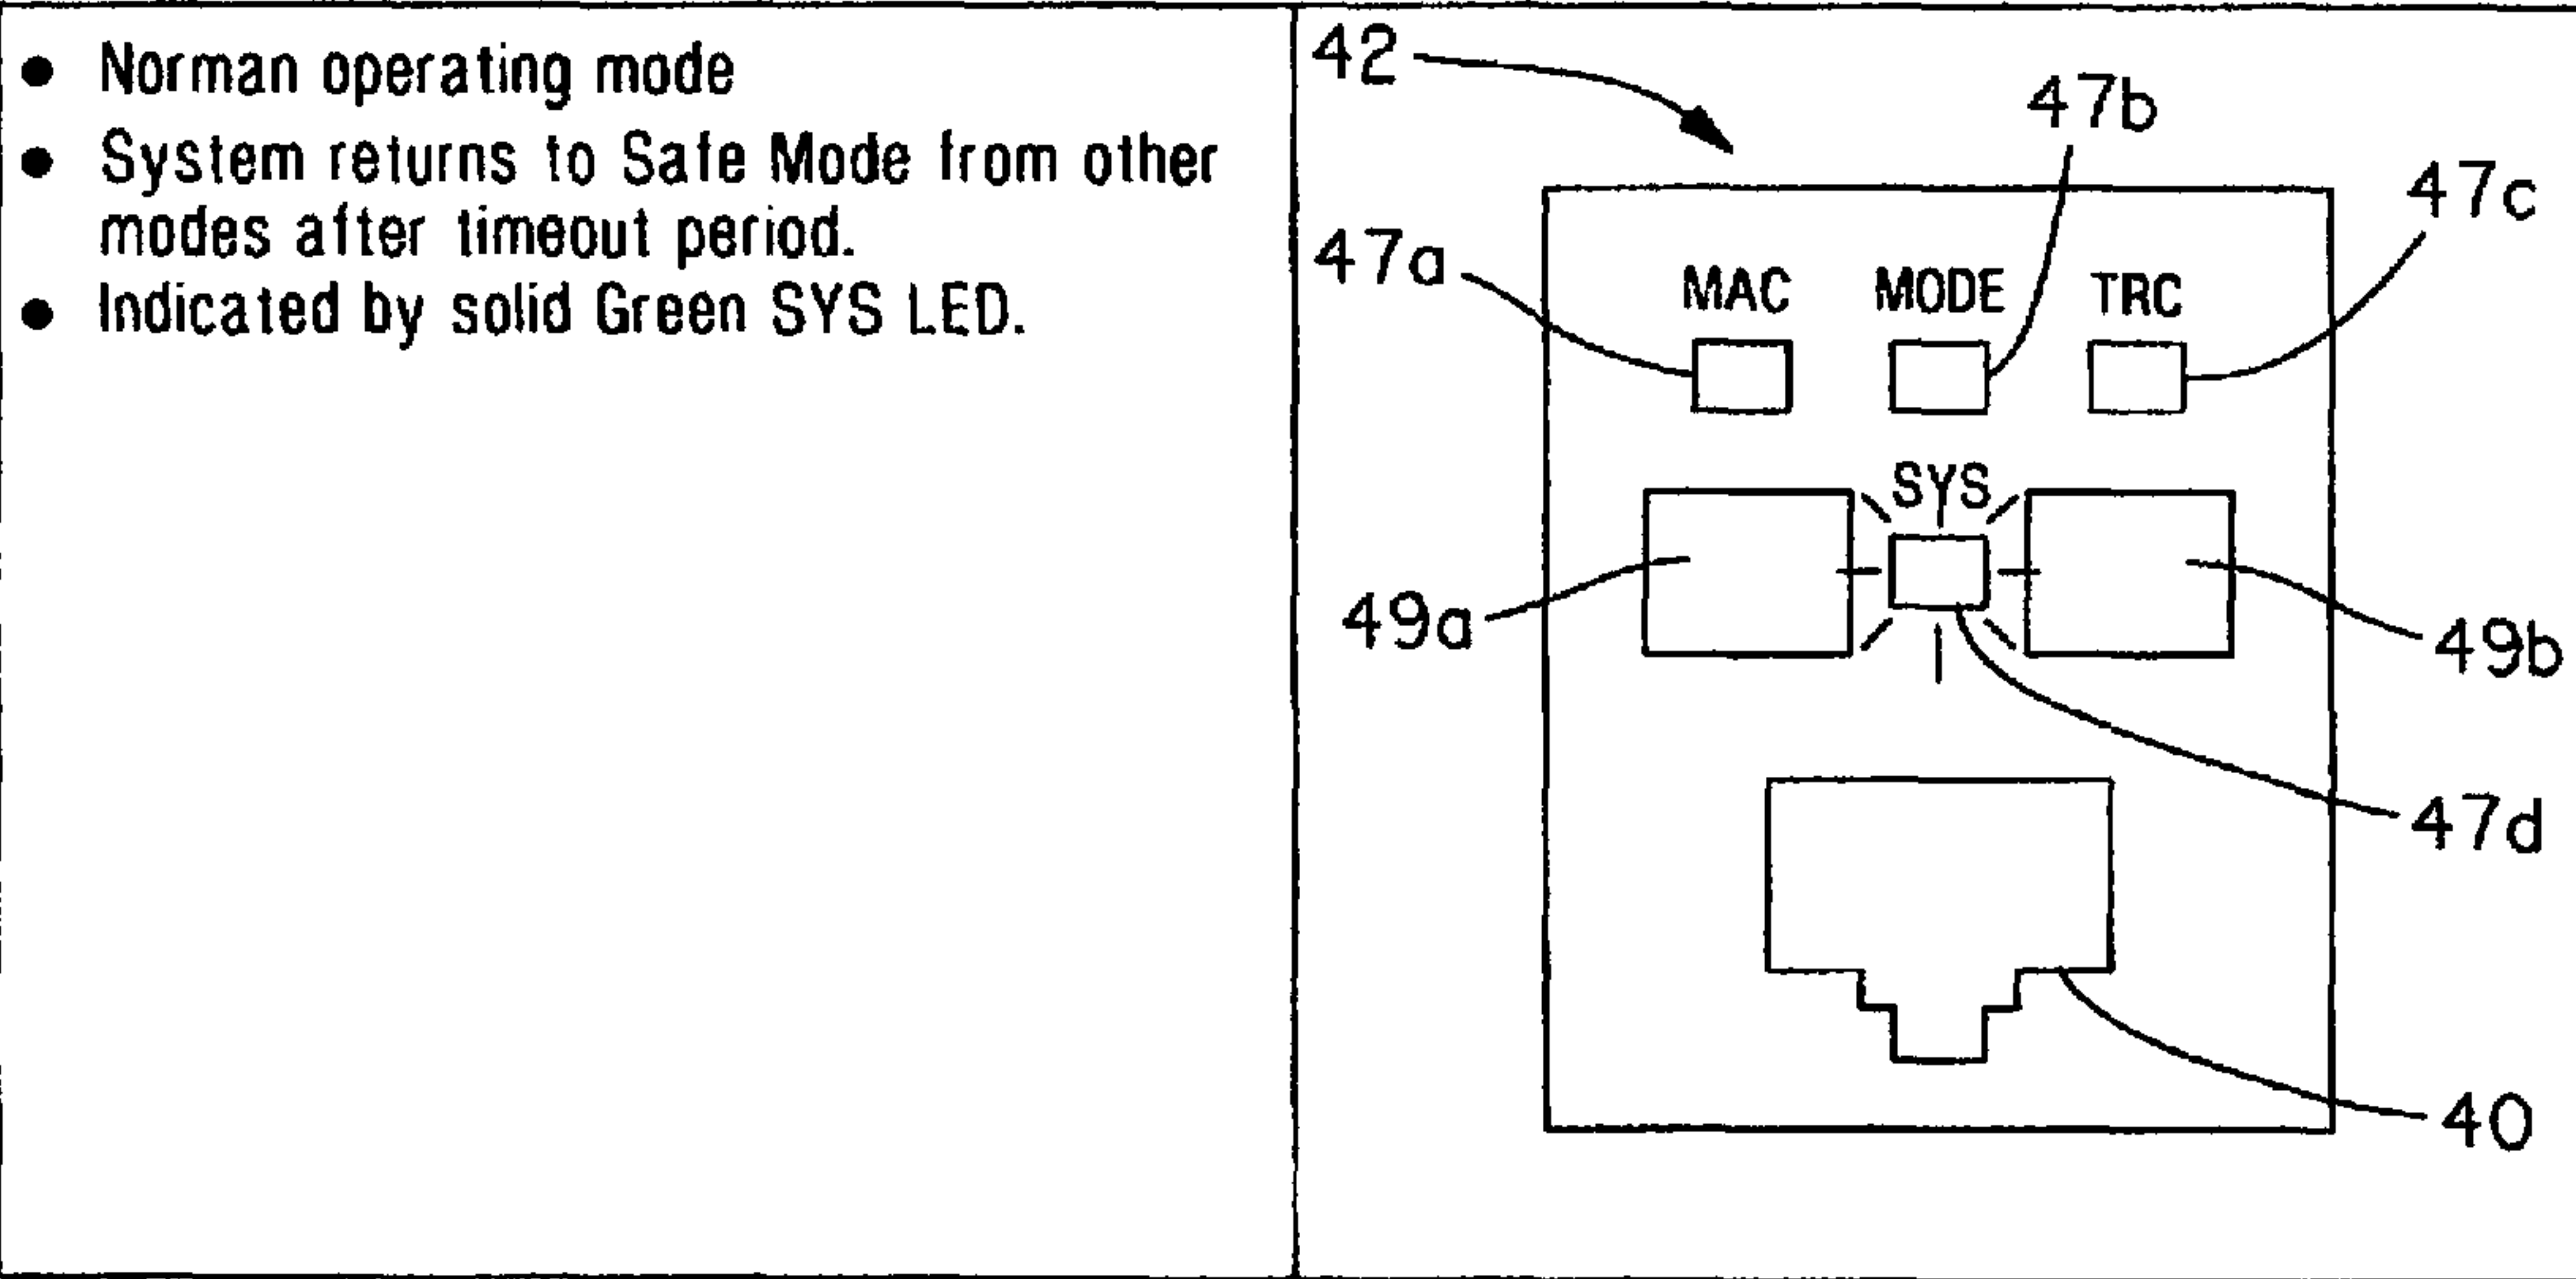 ● Norman operating mode
● System returns to Safe Mode from other
modes after timeout period.
● Indicated by solid Green SYS LED.
42
47b
47c
47a
MAC MODE TRC
SYS
49a
49b
47d
40